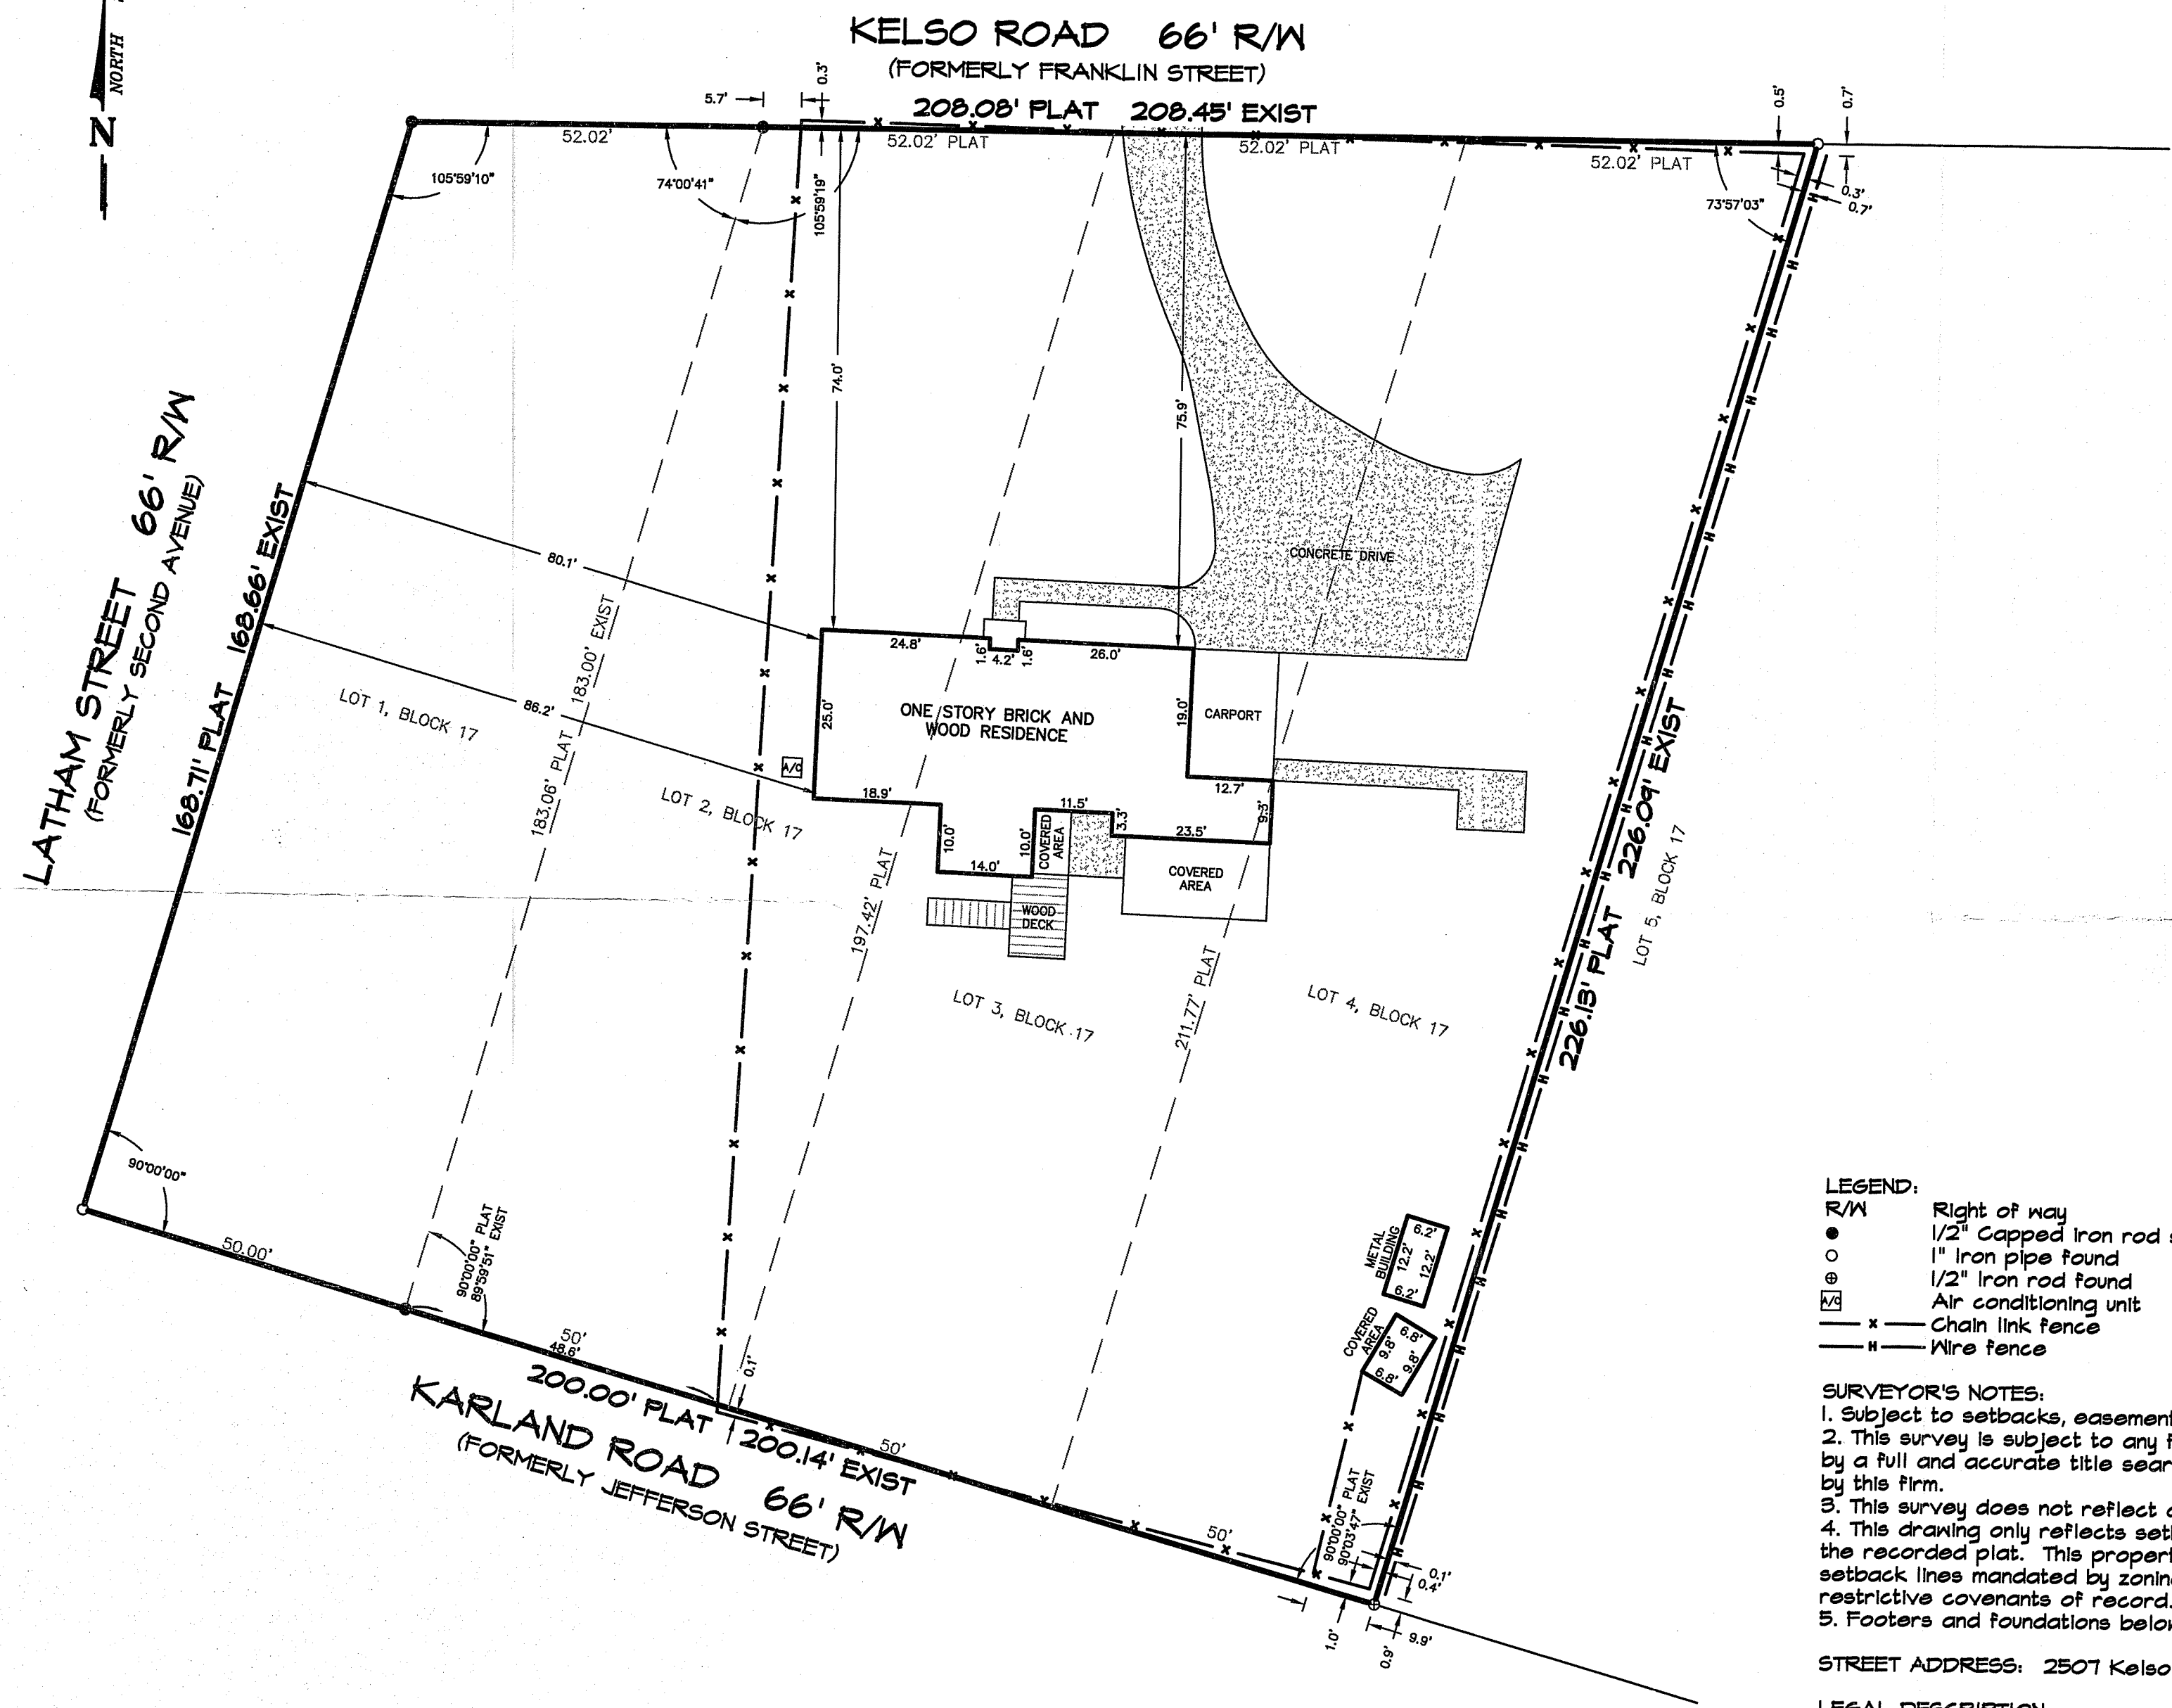 N
NORTH
KELSO ROAD 66' R/W
(FORMERLY FRANKLIN STREET)
208.08' PLAT 208.45' EXIST
5.7'
0.3'
0.5'
0.7'
52.02'
52.02' PLAT
52.02' PLAT
52.02' PLAT
105°59'10"
74°00'41"
105°59'19"
73°57'03"
0.3'
0.7'
74.0'
75.9'
LATHAM STREET 66' R/W
(FORMERLY SECOND AVENUE)
168.71' PLAT 168.66' EXIST
80.1'
86.2'
CONCRETE DRIVE
183.06' PLAT 183.00' EXIST
LOT 1, BLOCK 17
LOT 2, BLOCK 17
24.8'
1.6'
4.2'
1.6'
26.0'
25.0'
ONE STORY BRICK AND
WOOD RESIDENCE
19.0'
CARPORT
A/C
18.9'
10.0'
14.0'
10.0'
11.5'
COVERED
AREA
3.3'
23.5'
12.7'
9.3'
COVERED
AREA
WOOD
DECK
197.42' PLAT
211.77' PLAT
LOT 3, BLOCK 17
LOT 4, BLOCK 17
226.13' PLAT 226.09' EXIST
LOT 5, BLOCK 17
90°00'00"
50.00'
90°00'00" PLAT
89°59'51" EXIST
50'
48.6'
0.1'
200.00' PLAT
200.14' EXIST
KARLAND ROAD 66' R/W
(FORMERLY JEFFERSON STREET)
50'
50'
METAL
BUILDING
6.2'
12.2'
12.2'
6.2'
COVERED
AREA
6.8'
9.8'
9.8'
6.8'
90°00'00" PLAT
90°03'47" EXIST
0.1'
0.4'
1.0'
0.9'
9.9'
LEGEND:
R/W Right of way
1/2" Capped iron rod s
1" Iron pipe found
1/2" Iron rod found
A/C Air conditioning unit
x Chain link fence
H Wire fence
SURVEYOR'S NOTES:
1. Subject to setbacks, easement
2. This survey is subject to any f
by a full and accurate title sear
by this firm.
3. This survey does not reflect
4. This drawing only reflects set
the recorded plat. This propert
setback lines mandated by zonin
restrictive covenants of record.
5. Footers and foundations belo
STREET ADDRESS: 2507 Kelso
LEGAL DESCRIPTION